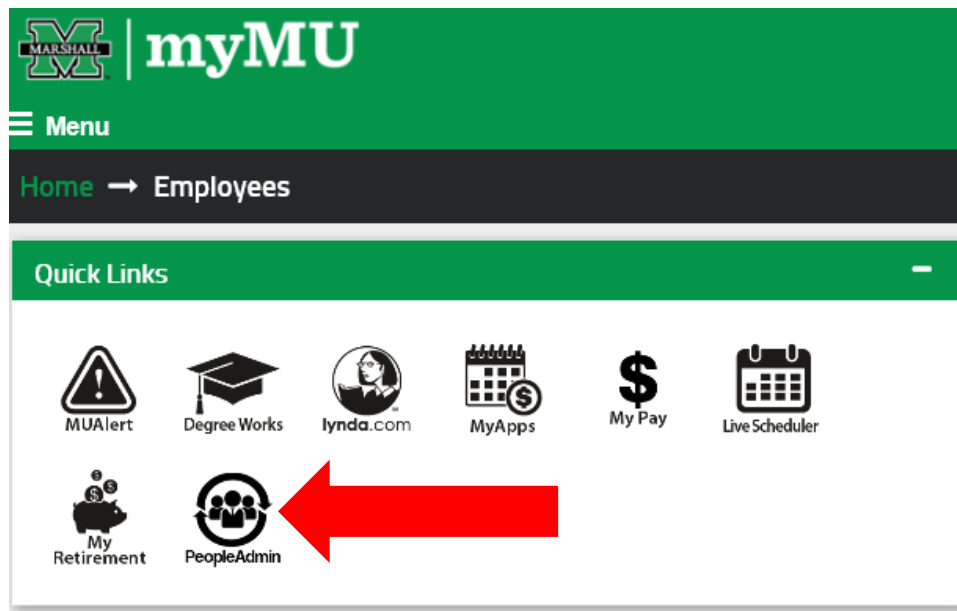 MARSHALL
myMU
Menu
Home → Employees
Quick Links
MUAlert
Degree Works
lynda.com
MyApps
My Pay
Live Scheduler
My
Retirement
PeopleAdmin